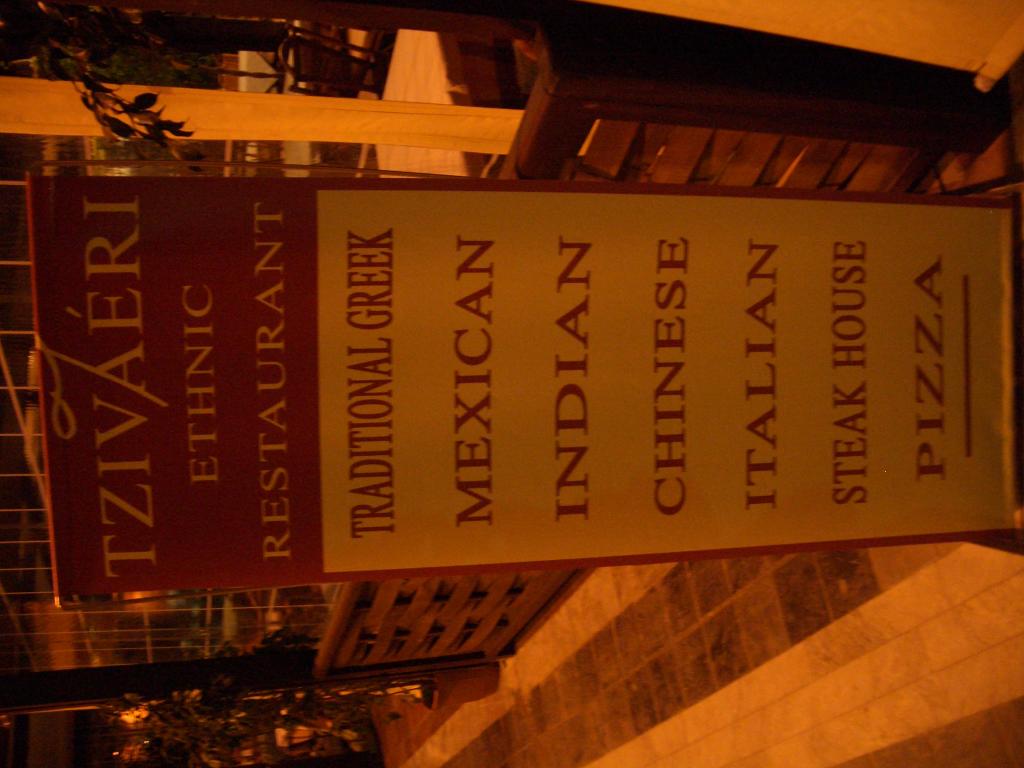 TZIVÁERI
ETHNIC
RESTAURANT
TRADITIONAL GREEK
MEXICAN
INDIAN
CHINESE
ITALIAN
STEAK HOUSE
PIZZA